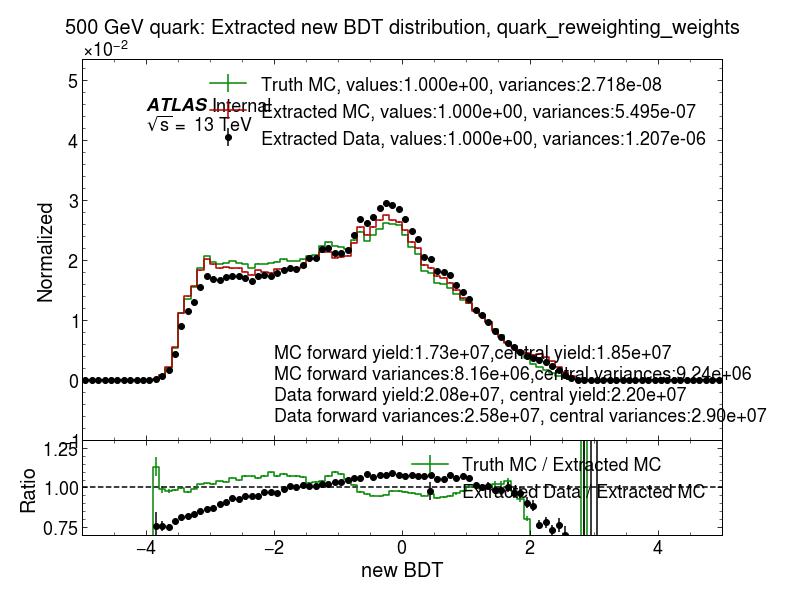 500 GeV quark: Extracted new BDT distribution, quark_reweighting_weights
×10−2
Truth MC, values:1.000e+00, variances:2.718e-08
ATLAS Internal
Extracted MC, values:1.000e+00, variances:5.495e-07
√s = 13 TeV
Extracted Data, values:1.000e+00, variances:1.207e-06
5
4
3
2
1
0
−1
Normalized
MC forward yield:1.73e+07,central yield:1.85e+07
MC forward variances:8.16e+06,central variances:9.24e+06
Data forward yield:2.08e+07, central yield:2.20e+07
Data forward variances:2.58e+07, central variances:2.90e+07
Truth MC / Extracted MC
Extracted Data / Extracted MC
1.25
1.00
0.75
Ratio
−4 −2 0 2 4
new BDT